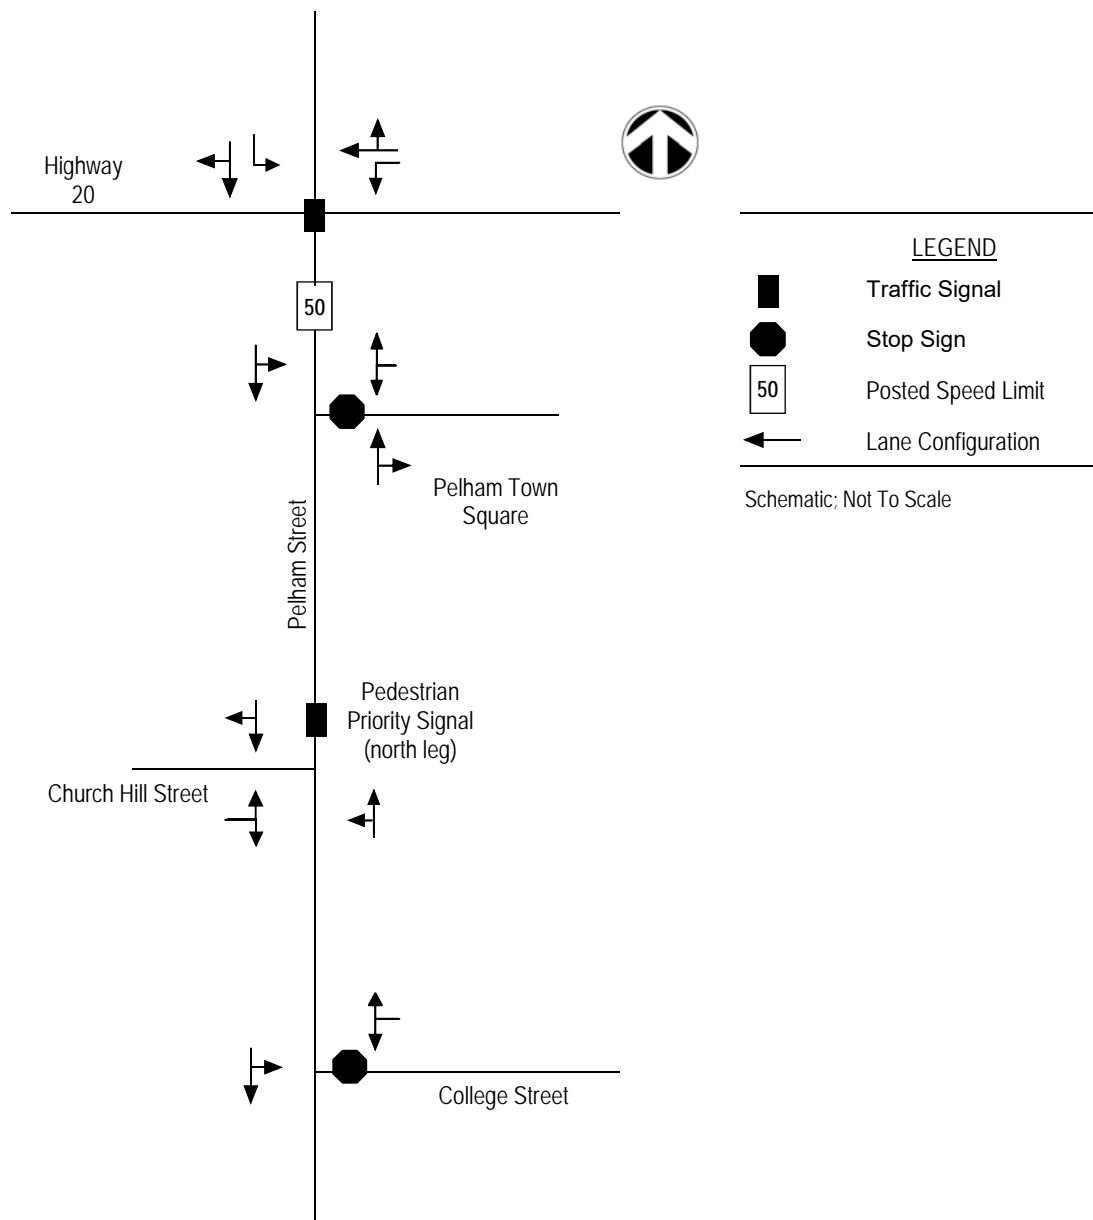 Highway
20
LEGEND
Traffic Signal
50
Stop Sign
50
Posted Speed Limit
Lane Configuration
Pelham Town
Square
Schematic; Not To Scale
Pelham Street
Pedestrian
Priority Signal
(north leg)
Church Hill Street
College Street